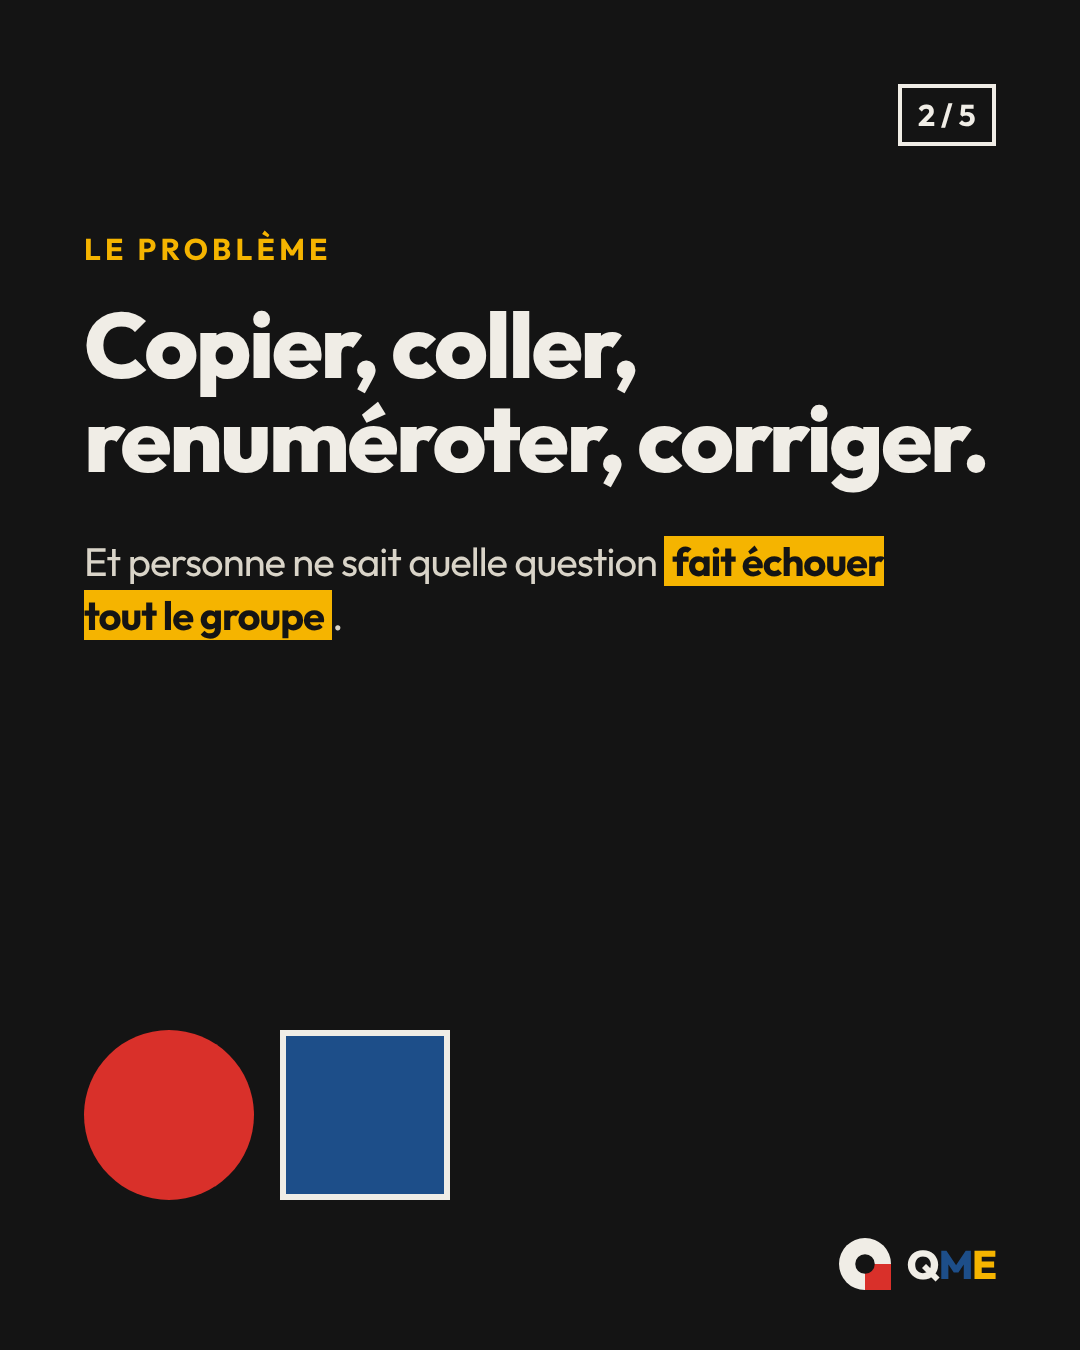 2 / 5
LE PROBLÈME
Copier, coller,
renuméroter, corriger.
Et personne ne sait quelle question fait échouer
tout le groupe .
QME